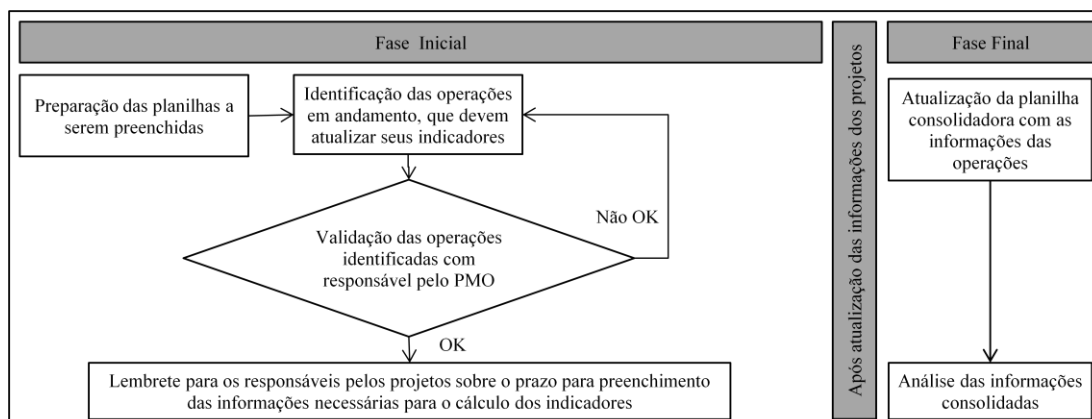 Fase Inicial
Preparação das planilhas a
serem preenchidas
Identificação das operações
em andamento, que devem
atualizar seus indicadores
Não OK
Validação das operações
identificadas com
responsável pelo PMO
OK
Lembrete para os responsáveis pelos projetos sobre o prazo para preenchimento
das informações necessárias para o cálculo dos indicadores
Após atualização das informações dos projetos
Fase Final
Atualização da planilha
consolidadora com as
informações das
operações
Análise das informações
consolidadas